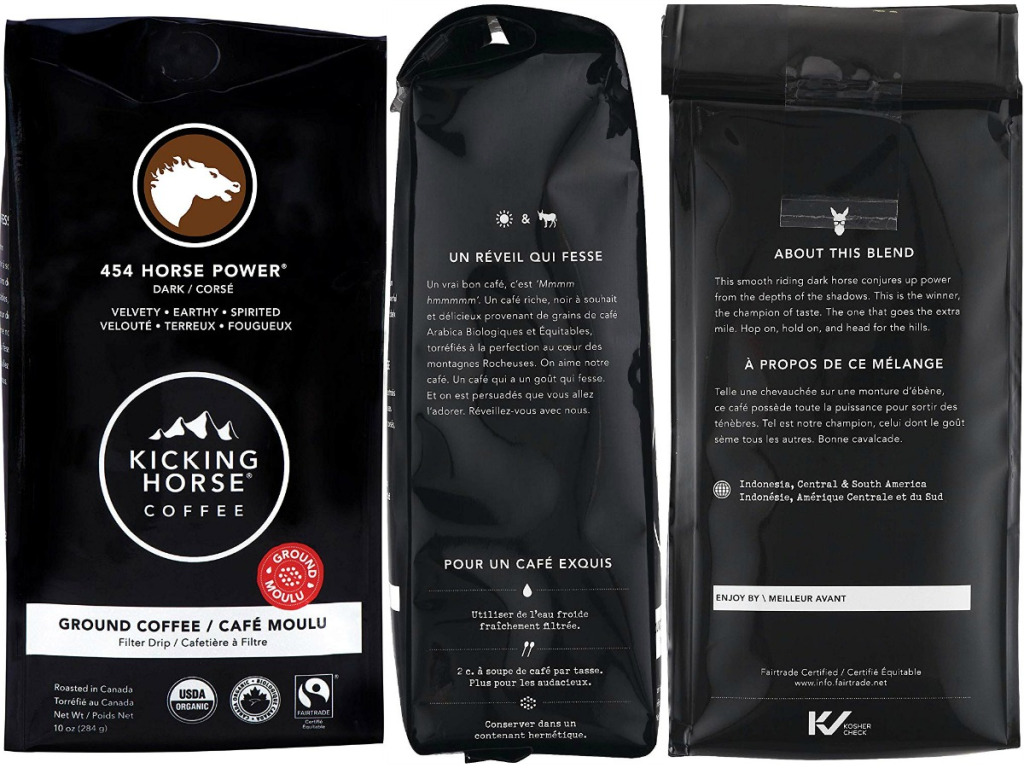 454 HORSE POWER®
DARK / CORSÉ
VELVETY • EARTHY • SPIRITED
VELOUTÉ • TERREUX • FOUGUEUX
KICKING
HORSE®
COFFEE
GROUND
MOULU
GROUND COFFEE / CAFÉ MOULU
Filter Drip / Cafetière à Filtre
Roasted in Canada
Torréfié au Canada
Net Wt / Poids Net
10 oz (284 g)
USDA
ORGANIC
FAIRTRADE
Certifié
Équitable
&
UN RÉVEIL QUI FESSE
Un vrai bon café, c'est ‘Mmmm
hmmmmm’. Un café riche, noir à souhait
et délicieux provenant de grains de café
Arabica Biologiques et Équitables,
torréfiés à la perfection au cœur des
montagnes Rocheuses. On aime notre
café. Un café qui a un goût qui fesse.
Et on est persuadés que vous allez
l'adorer. Réveillez-vous avec nous.
POUR UN CAFÉ EXQUIS
Utiliser de l'eau froide
fraîchement filtrée.
2 c. à soupe de café par tasse.
Plus pour les audacieux.
Conserver dans un
contenant hermétique.
ABOUT THIS BLEND
This smooth riding dark horse conjures up power
from the depths of the shadows. This is the winner,
the champion of taste. The one that goes the extra
mile. Hop on, hold on, and head for the hills.
À PROPOS DE CE MÉLANGE
Telle une chevauchée sur une monture d'ébène,
ce café possède toute la puissance pour sortir des
ténèbres. Tel est notre champion, celui dont le goût
sème tous les autres. Bonne cavalcade.
Indonesia, Central & South America
Indonésie, Amérique Centrale et du Sud
ENJOY BY \ MEILLEUR AVANT
Fairtrade Certified / Certifié Équitable
www.info.fairtrade.net
KOSHER
CHECK